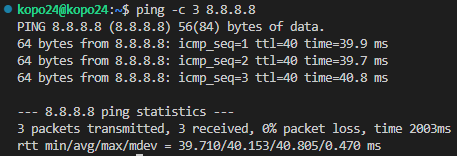 kopo24@kopo24:~$ ping -c 3 8.8.8.8
PING 8.8.8.8 (8.8.8.8) 56(84) bytes of data.
64 bytes from 8.8.8.8: icmp_seq=1 ttl=40 time=39.9 ms
64 bytes from 8.8.8.8: icmp_seq=2 ttl=40 time=39.7 ms
64 bytes from 8.8.8.8: icmp_seq=3 ttl=40 time=40.8 ms

--- 8.8.8.8 ping statistics ---
3 packets transmitted, 3 received, 0% packet loss, time 2003ms
rtt min/avg/max/mdev = 39.710/40.153/40.805/0.470 ms